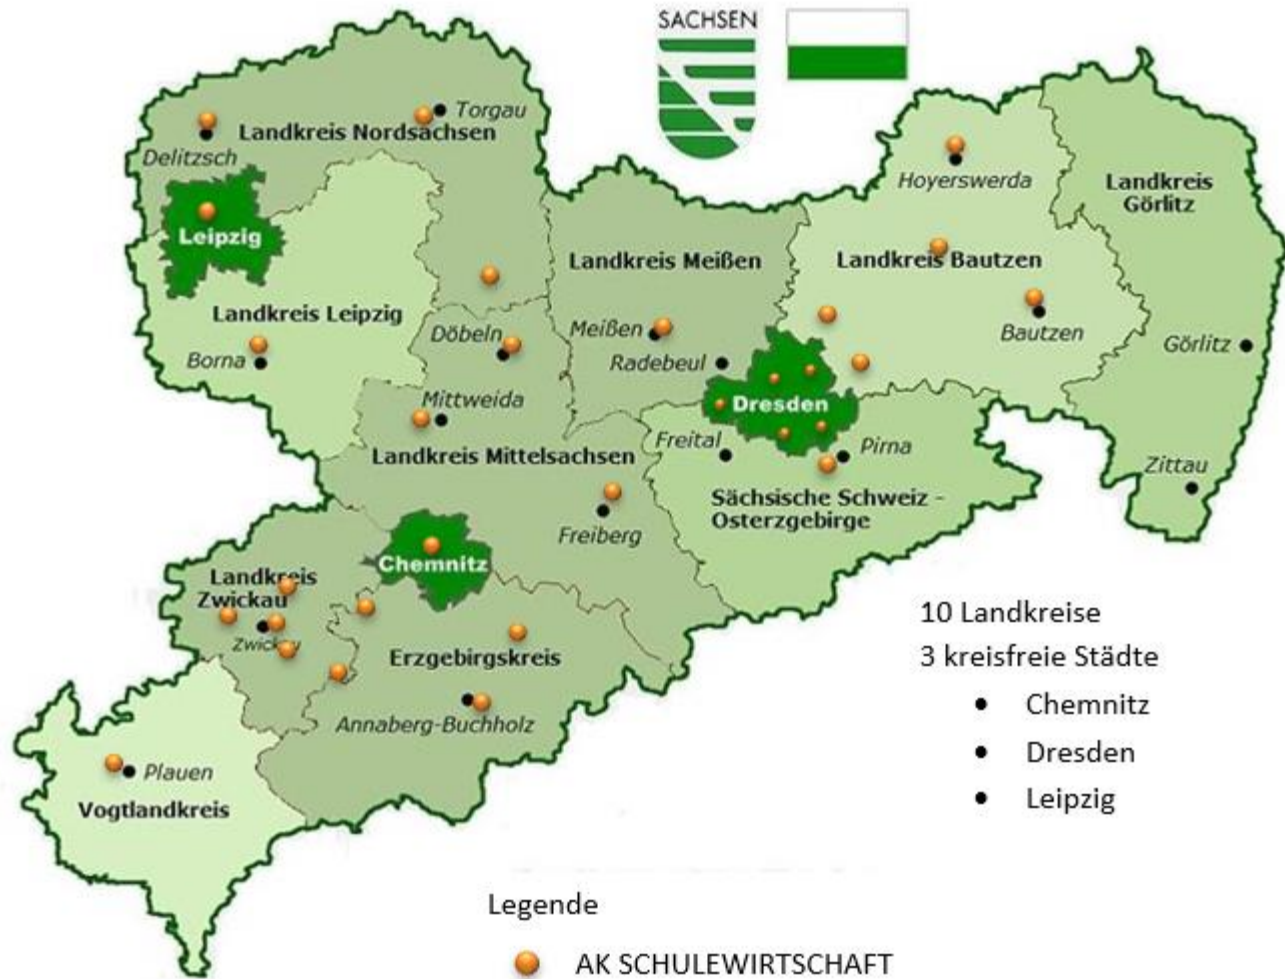 SACHSEN
Torgau
Landkreis Nordsachsen
Delitzsch
Hoyerswerda
Landkreis
Görlitz
Leipzig
Landkreis Meißen
Landkreis Bautzen
Landkreis Leipzig
Döbeln
Meißen
Bautzen
Borna
Radebeul
Görlitz
Mittweida
Dresden
Freital
Pirna
Landkreis Mittelsachsen
Zittau
Sächsische Schweiz -
Osterzgebirge
Freiberg
Chemnitz
Landkreis
Zwickau
Zwickau
Erzgebirgskreis
Annaberg-Buchholz
Plauen
Vogtlandkreis
10 Landkreise
3 kreisfreie Städte
• Chemnitz
• Dresden
• Leipzig
Legende
AK SCHULEWIRTSCHAFT